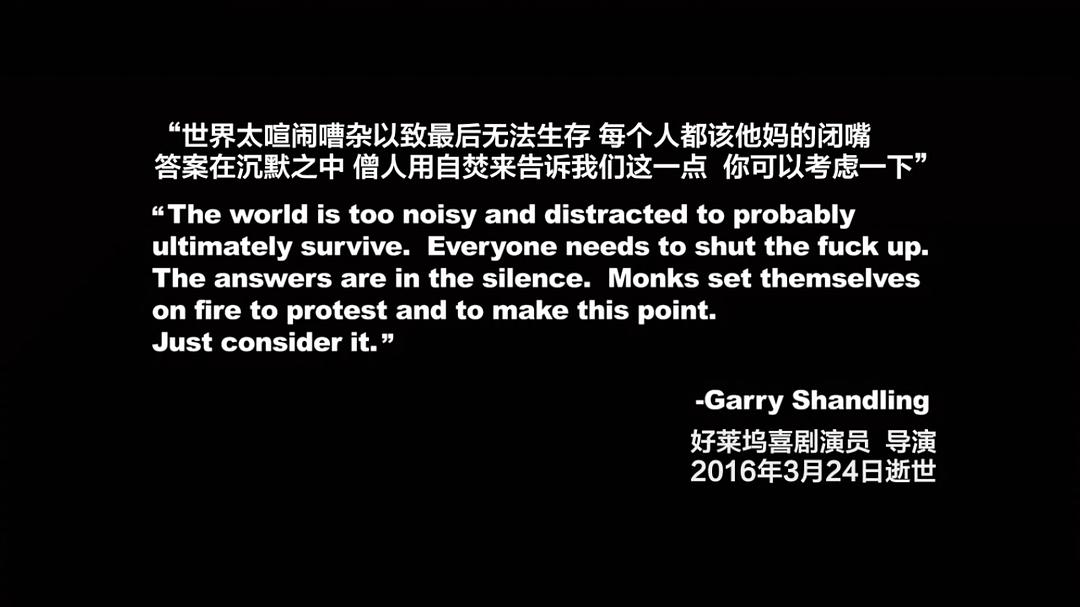 “世界太喧闹嘈杂以致最后无法生存 每个人都该他妈的闭嘴
答案在沉默之中 僧人用自焚来告诉我们这一点 你可以考虑一下”
“The world is too noisy and distracted to probably
ultimately survive. Everyone needs to shut the fuck up.
The answers are in the silence. Monks set themselves
on fire to protest and to make this point.
Just consider it.”
-Garry Shandling
好莱坞喜剧演员 导演
2016年3月24日逝世